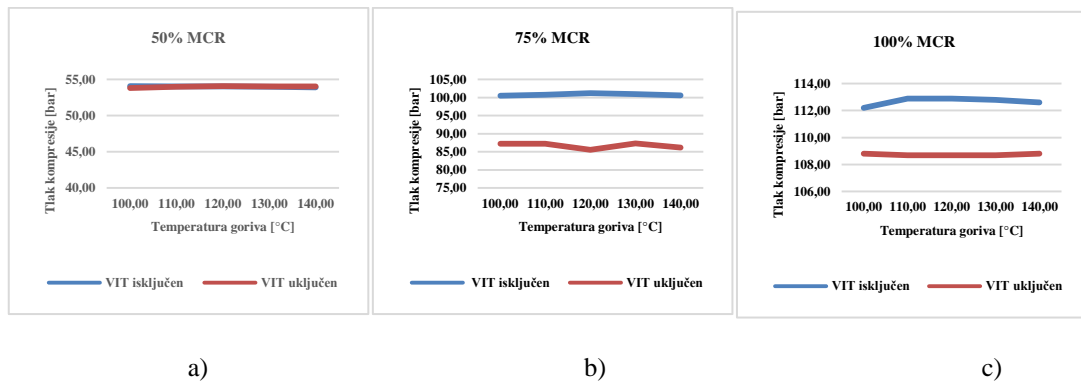 50% MCR
Tlak kompresije [bar]
55,00
50,00
45,00
40,00
100,00 110,00 120,00 130,00 140,00
Temperatura goriva [°C]
VIT isključen VIT uključen
75% MCR
Tlak kompresije [bar]
105,00
100,00
95,00
90,00
85,00
80,00
75,00
100,00 110,00 120,00 130,00 140,00
Temperatura goriva [°C]
VIT isključen VIT uključen
100% MCR
Tlak kompresije [bar]
114,00
112,00
110,00
108,00
106,00
100,00 110,00 120,00 130,00 140,00
Temperatura goriva [°C]
VIT isključen VIT uključen
a) b) c)